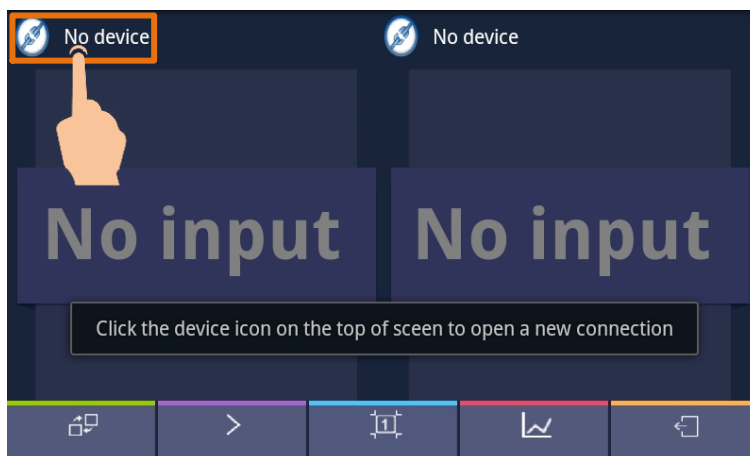 No device
No device
No input
No input
Click the device icon on the top of sceen to open a new connection
1